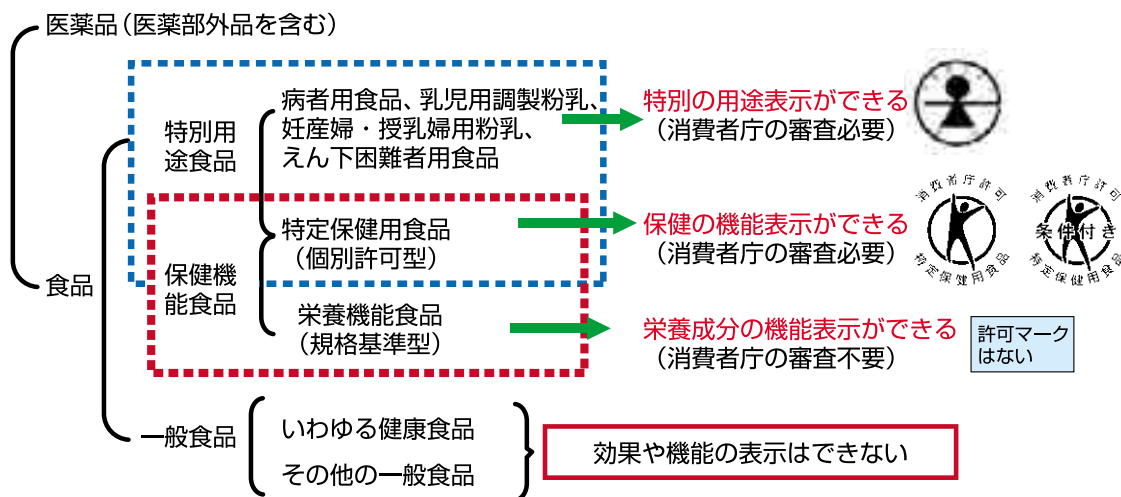 医薬品（医薬部外品を含む）
特別用
途食品
病者用食品、乳児用調製粉乳、
妊産婦・授乳婦用粉乳、
えん下困難者用食品
特別の用途表示ができる
（消費者庁の審査必要）
特定保健用食品
（個別許可型）
保健の機能表示ができる
（消費者庁の審査必要）
消費者庁許可
特定保健用食品
消費者庁許可
条件付き
特定保健用食品
食品
保健機
能食品
栄養機能食品
（規格基準型）
栄養成分の機能表示ができる
（消費者庁の審査不要）
許可マーク
はない
一般食品
いわゆる健康食品
その他の一般食品
効果や機能の表示はできない